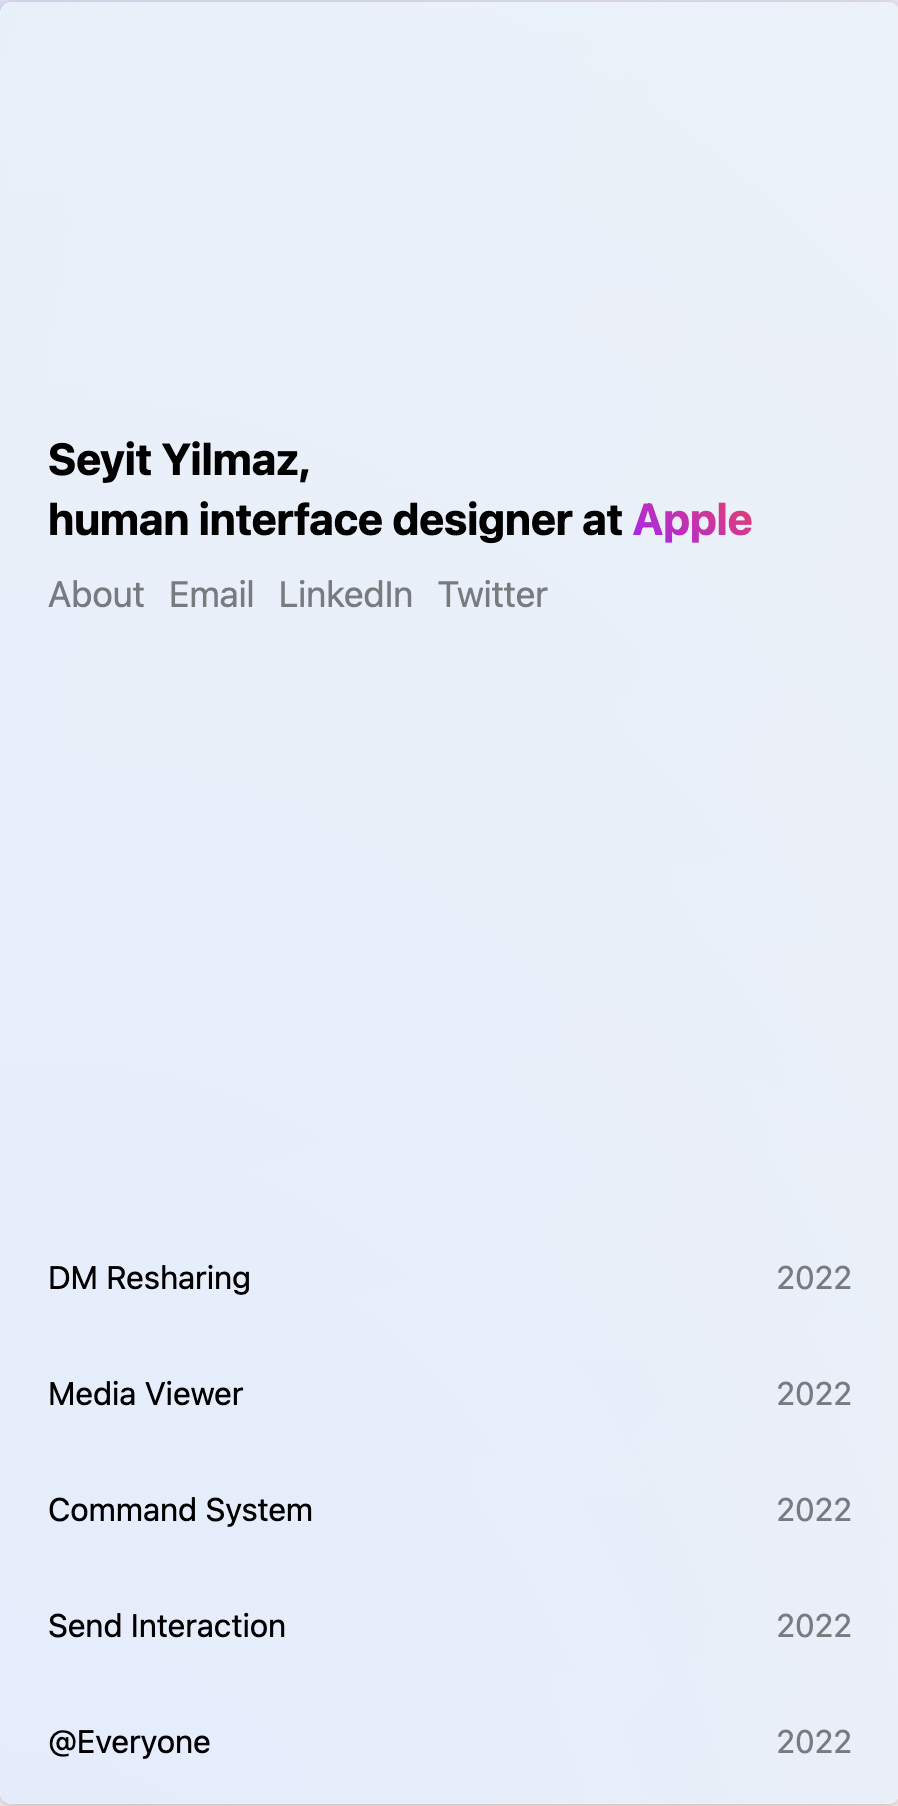 Seyit Yilmaz,
human interface designer at Apple
About Email LinkedIn Twitter
DM Resharing 2022
Media Viewer 2022
Command System 2022
Send Interaction 2022
@Everyone 2022